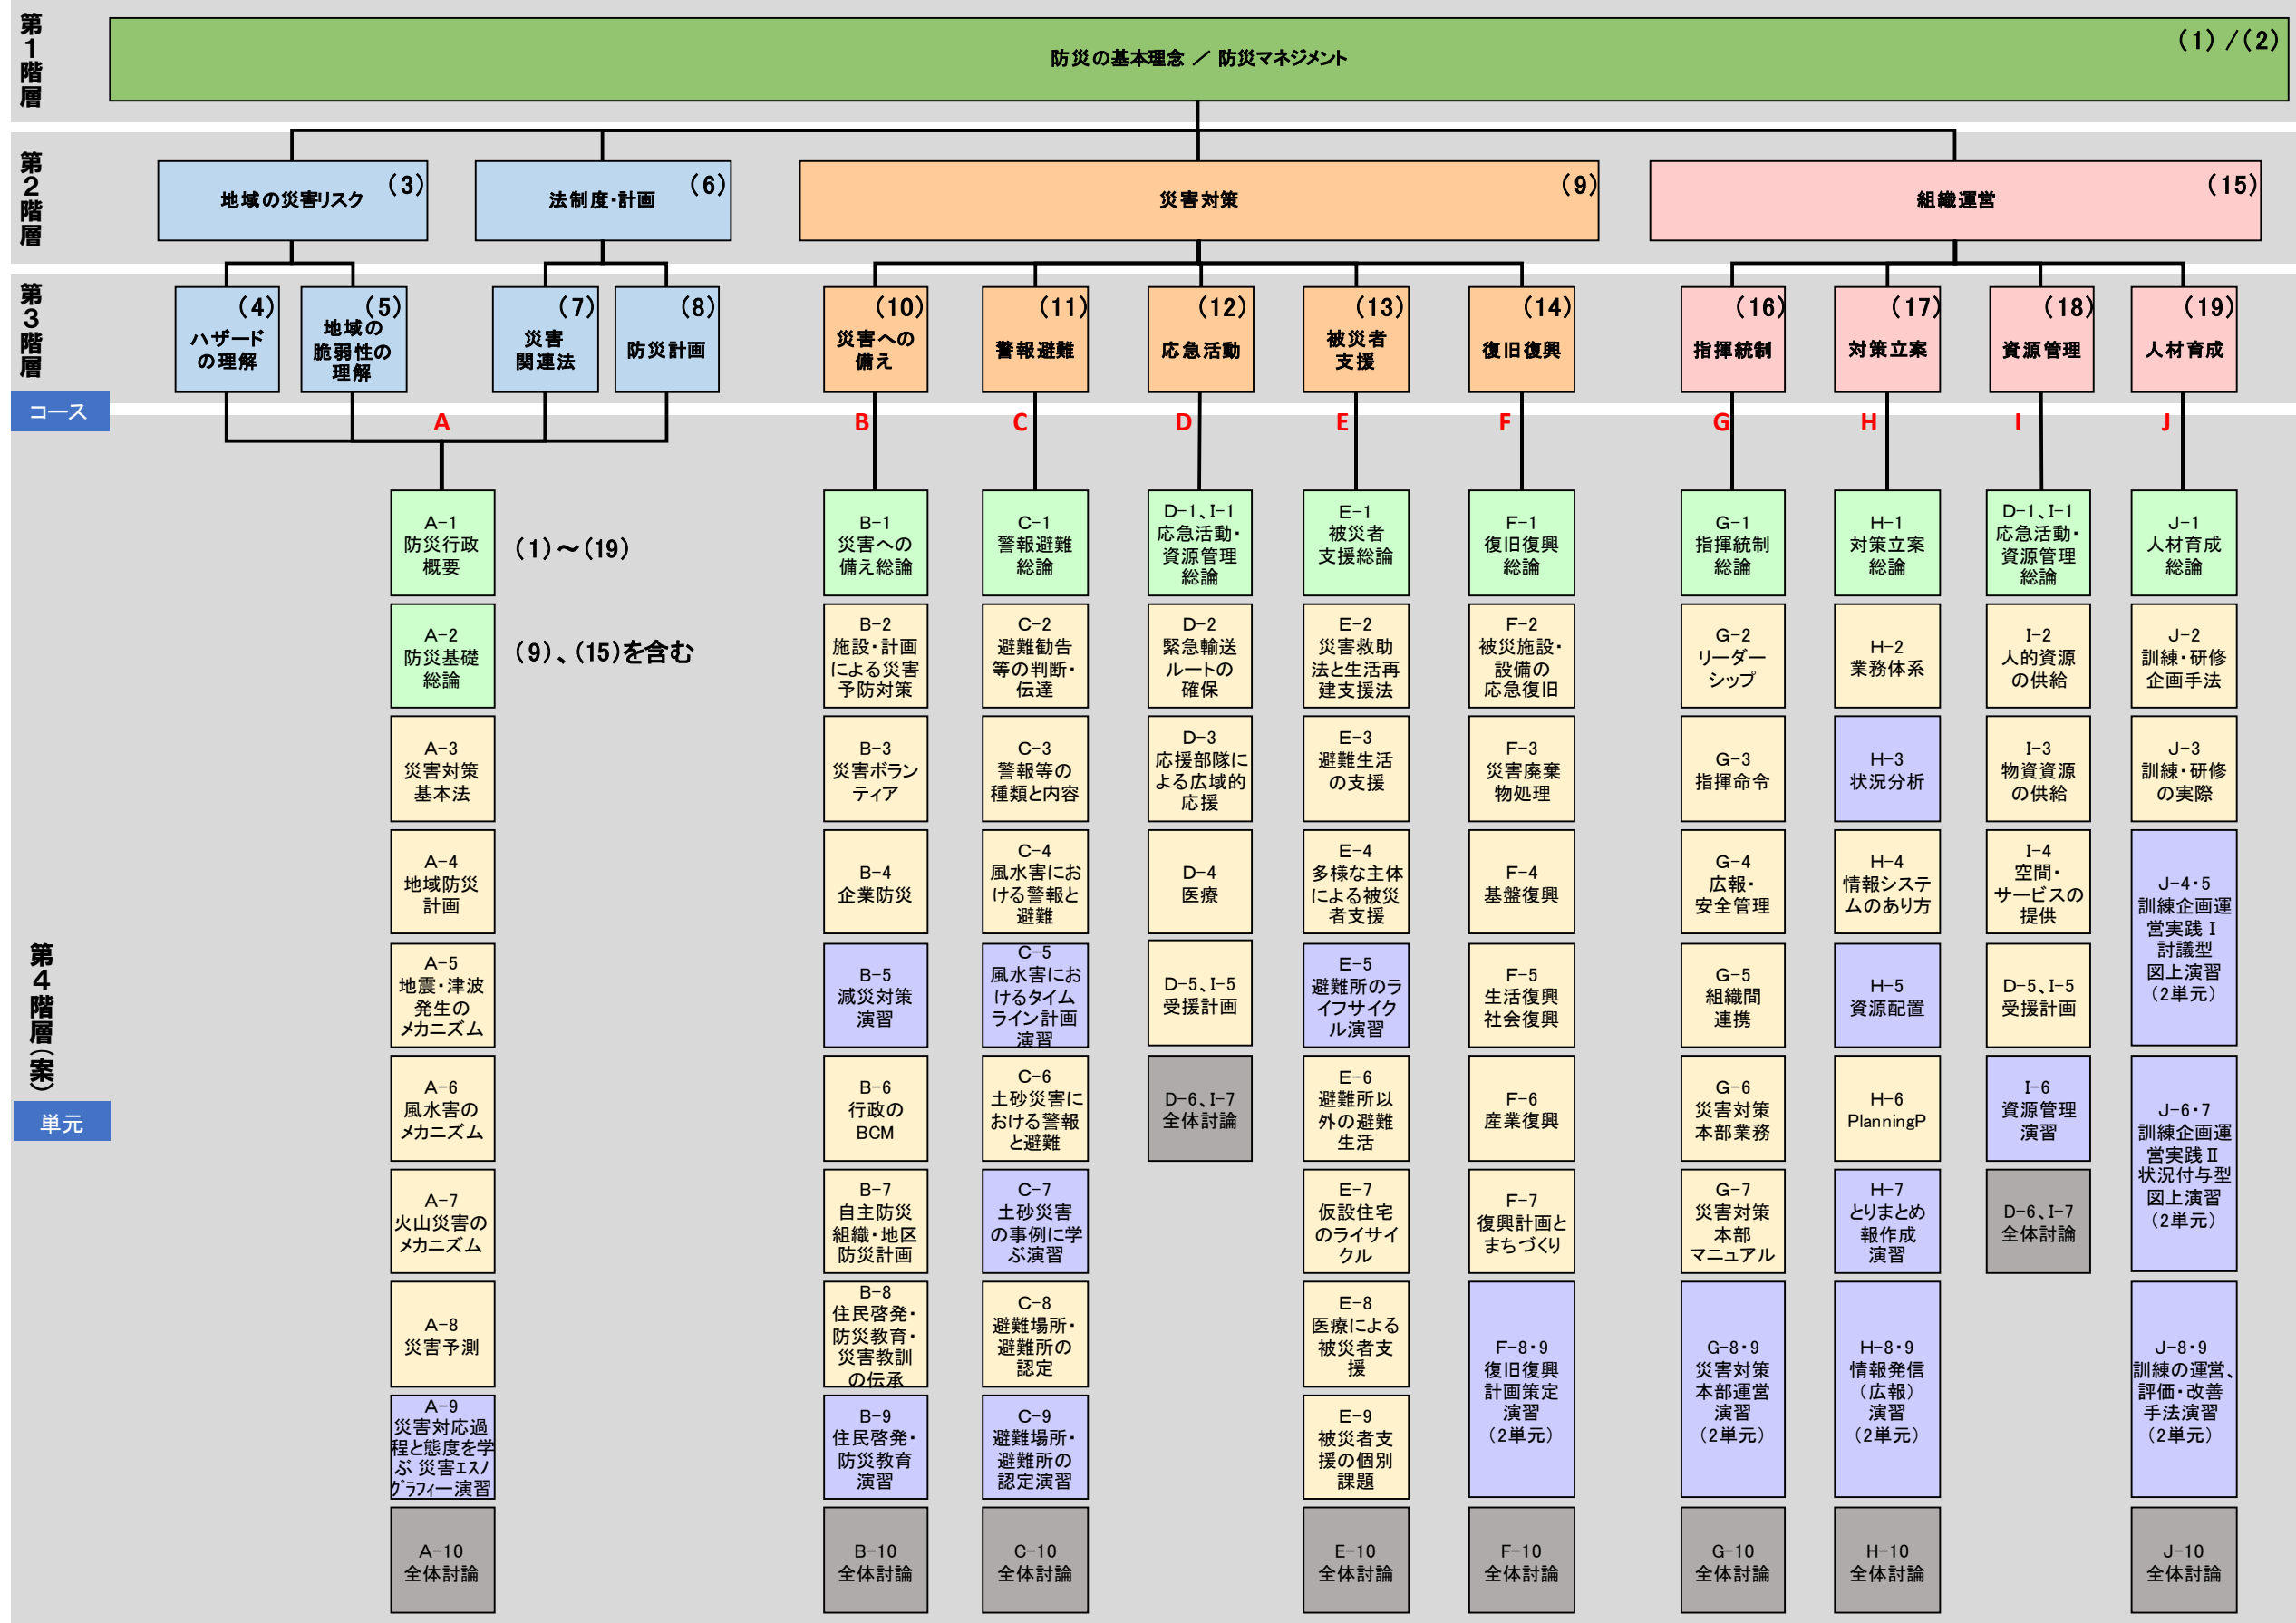 第1階層
防災の基本理念 ／ 防災マネジメント
(1) /(2)
第2階層
地域の災害リスク
(3)
法制度・計画
(6)
災害対策
(9)
組織運営
(15)
第3階層
(4)
ハザード
の理解
(5)
地域の
脆弱性の
理解
(7)
災害
関連法
(8)
防災計画
(10)
災害への
備え
(11)
警報避難
(12)
応急活動
(13)
被災者
支援
(14)
復旧復興
(16)
指揮統制
(17)
対策立案
(18)
資源管理
(19)
人材育成
コース
A
B
C
D
E
F
G
H
I
J
第4階層(案)
単元
A-1
防災行政
概要
(1)～(19)
A-2
防災基礎
総論
(9)、(15)を含む
A-3
災害対策
基本法
A-4
地域防災
計画
A-5
地震・津波
発生の
メカニズム
A-6
風水害の
メカニズム
A-7
火山災害の
メカニズム
A-8
災害予測
A-9
災害対応過
程と態度を学
ぶ 災害ｴｽﾉ
ｸﾞﾗﾌｨｰ演習
A-10
全体討論
B-1
災害への
備え総論
B-2
施設・計画
による災害
予防対策
B-3
災害ボラン
ティア
B-4
企業防災
B-5
減災対策
演習
B-6
行政の
BCM
B-7
自主防災
組織・地区
防災計画
B-8
住民啓発・
防災教育・
災害教訓
の伝承
B-9
住民啓発・
防災教育
演習
B-10
全体討論
C-1
警報避難
総論
C-2
避難勧告
等の判断・
伝達
C-3
警報等の
種類と内容
C-4
風水害にお
ける警報と
避難
C-5
風水害にお
けるタイム
ライン計画
演習
C-6
土砂災害に
おける警報
と避難
C-7
土砂災害
の事例に学
ぶ演習
C-8
避難場所・
避難所の
認定
C-9
避難場所・
避難所の
認定演習
C-10
全体討論
D-1、I-1
応急活動・
資源管理
総論
D-2
緊急輸送
ルートの
確保
D-3
応援部隊に
よる広域的
応援
D-4
医療
D-5、I-5
受援計画
D-6、I-7
全体討論
E-1
被災者
支援総論
E-2
災害救助
法と生活再
建支援法
E-3
避難生活
の支援
E-4
多様な主体
による被災
者支援
E-5
避難所のラ
イフサイク
ル演習
E-6
避難所以
外の避難
生活
E-7
仮設住宅
のライサイ
クル
E-8
医療による
被災者支
援
E-9
被災者支
援の個別
課題
E-10
全体討論
F-1
復旧復興
総論
F-2
被災施設・
設備の
応急復旧
F-3
災害廃棄
物処理
F-4
基盤復興
F-5
生活復興
社会復興
F-6
産業復興
F-7
復興計画と
まちづくり
F-8・9
復旧復興
計画策定
演習
（2単元）
F-10
全体討論
G-1
指揮統制
総論
G-2
リーダー
シップ
G-3
指揮命令
G-4
広報・
安全管理
G-5
組織間
連携
G-6
災害対策
本部業務
G-7
災害対策
本部
マニュアル
G-8・9
災害対策
本部運営
演習
（2単元）
G-10
全体討論
H-1
対策立案
総論
H-2
業務体系
H-3
状況分析
H-4
情報システ
ムのあり方
H-5
資源配置
H-6
PlanningP
H-7
とりまとめ
報作成
演習
H-8・9
情報発信
（広報）
演習
（2単元）
H-10
全体討論
D-1、I-1
応急活動・
資源管理
総論
I-2
人的資源
の供給
I-3
物資資源
の供給
I-4
空間・
サービスの
提供
D-5、I-5
受援計画
I-6
資源管理
演習
D-6、I-7
全体討論
J-1
人材育成
総論
J-2
訓練・研修
企画手法
J-3
訓練・研修
の実際
J-4・5
訓練企画運
営実践Ⅰ
討議型
図上演習
（2単元）
J-6・7
訓練企画運
営実践Ⅱ
状況付与型
図上演習
（2単元）
J-8・9
訓練の運営、
評価・改善
手法演習
（2単元）
J-10
全体討論